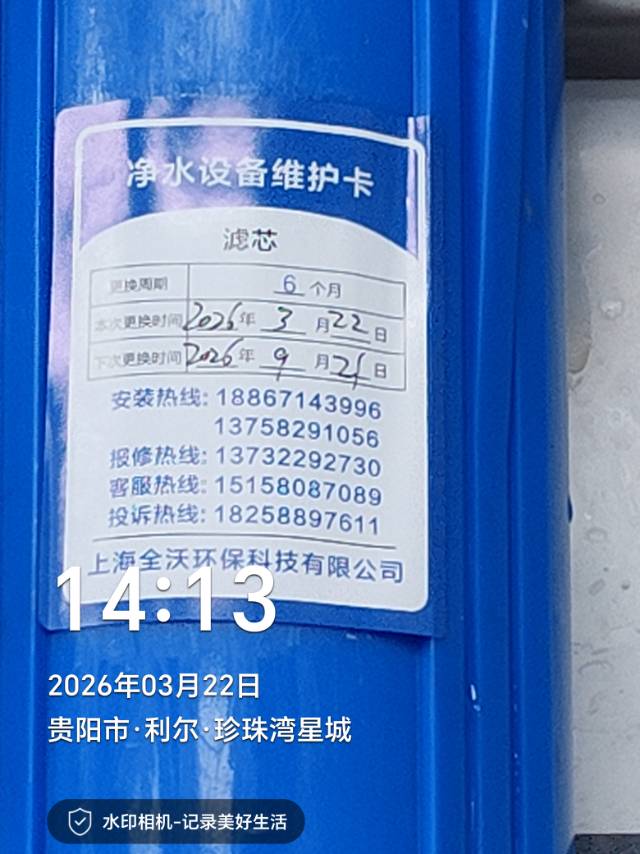 净水设备维护卡
滤芯
更换周期 6 个月
本次更换时间 2026 年 3 月 22 日
下次更换时间 2026 年 9 月 21 日
安装热线: 18867143996
13758291056
报修热线: 13732292730
客服热线: 15158087089
投诉热线: 18258897611
上海全沃环保科技有限公司
14:13
2026年03月22日
贵阳市·利尔·珍珠湾星城
水印相机-记录美好生活